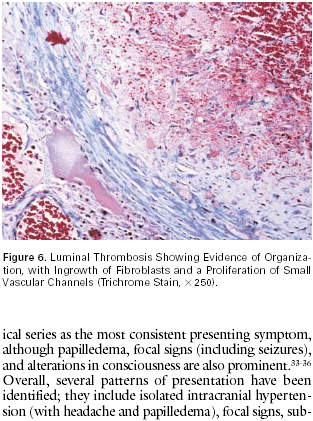 Figure 6. Luminal Thrombosis Showing Evidence of Organiza-
tion, with Ingrowth of Fibroblasts and a Proliferation of Small
Vascular Channels (Trichrome Stain, ×250).
ical series as the most consistent presenting symptom,
although papilledema, focal signs (including seizures),
and alterations in consciousness are also prominent.33-36
Overall, several patterns of presentation have been
identified; they include isolated intracranial hyperten-
sion (with headache and papilledema), focal signs, sub-